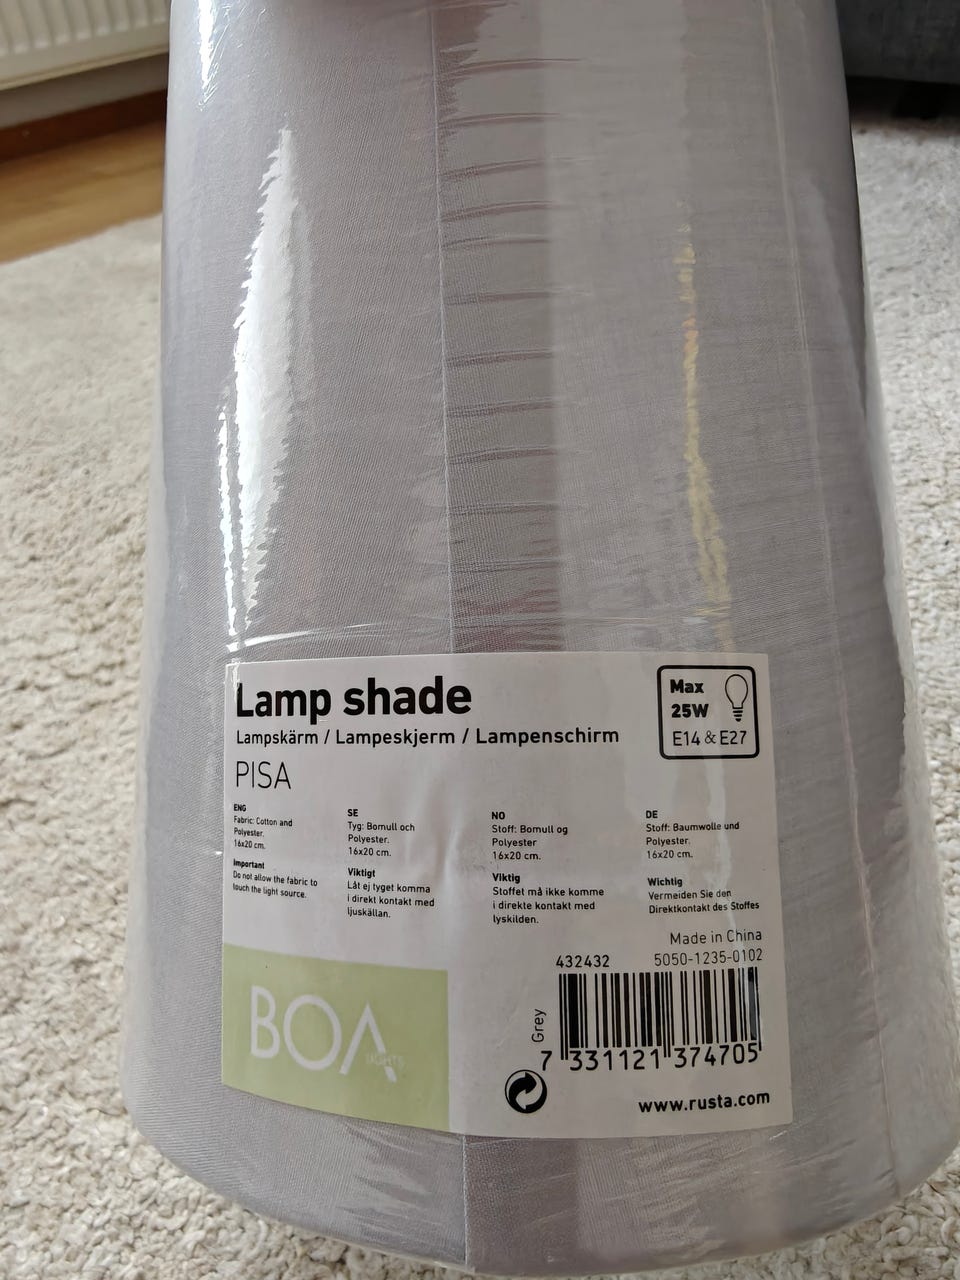 Lamp shade
Lampskärm / Lampeskjerm / Lampenschirm
PISA
Max
25W
E14 & E27
ENG
Fabric: Cotton and
Polyester.
16x20 cm.
Important
Do not allow the fabric to
touch the light source.
SE
Tyg: Bomull och
Polyester.
16x20 cm.
Viktigt
Låt ej tyget komma
i direkt kontakt med
ljuskällan.
NO
Stoff: Bomull og
Polyester
16x20 cm.
Viktig
Stoffet må ikke komme
i direkte kontakt med
lyskilden.
DE
Stoff: Baumwolle und
Polyester.
16x20 cm.
Wichtig
Vermeiden Sie den
Direktkontakt des Stoffes
Made in China
432432 5050-1235-0102
Grey
7 331121 374705
www.rusta.com
BOA
LIGHTS